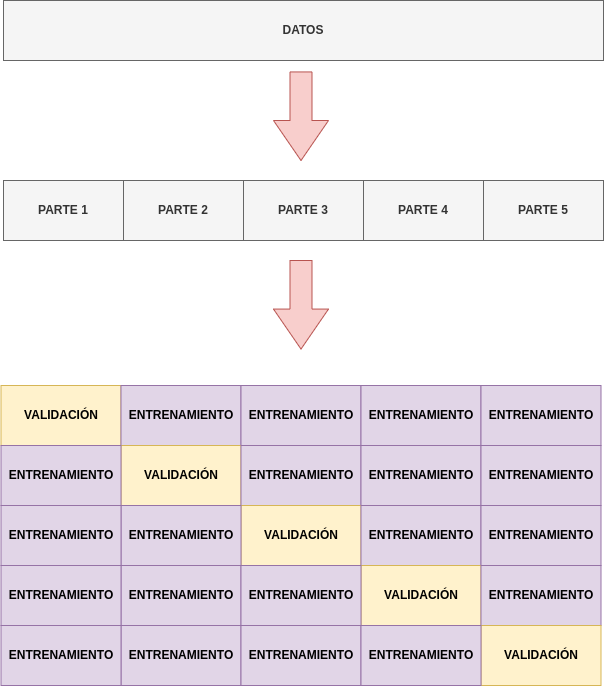 DATOS
PARTE 1 PARTE 2 PARTE 3 PARTE 4 PARTE 5
VALIDACIÓN ENTRENAMIENTO ENTRENAMIENTO ENTRENAMIENTO ENTRENAMIENTO
ENTRENAMIENTO VALIDACIÓN ENTRENAMIENTO ENTRENAMIENTO ENTRENAMIENTO
ENTRENAMIENTO ENTRENAMIENTO VALIDACIÓN ENTRENAMIENTO ENTRENAMIENTO
ENTRENAMIENTO ENTRENAMIENTO ENTRENAMIENTO VALIDACIÓN ENTRENAMIENTO
ENTRENAMIENTO ENTRENAMIENTO ENTRENAMIENTO ENTRENAMIENTO VALIDACIÓN